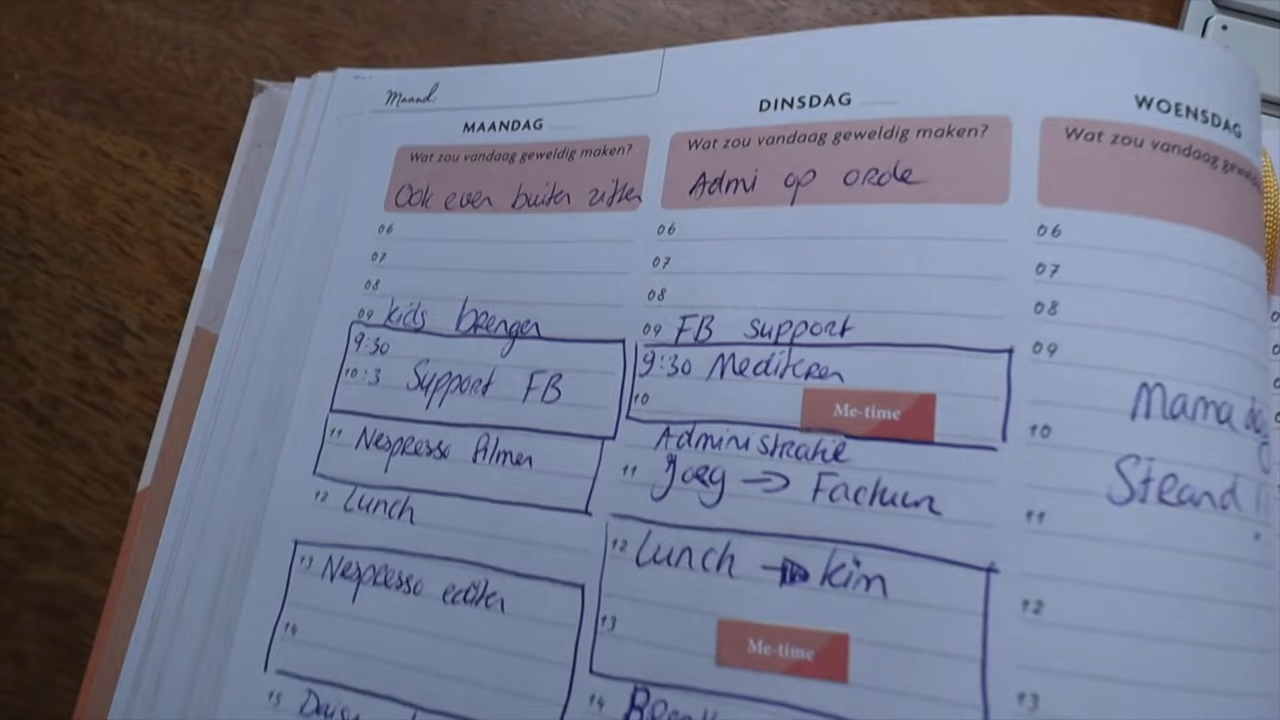 Maand:
MAANDAG
Wat zou vandaag geweldig maken?
Ook even buiten zitten
06
07
08
09 kids brengen
9:30
10:3 Support FB
11 Nespresso filmen
12 Lunch
13 Nespresso editen
14
15
DINSDAG
Wat zou vandaag geweldig maken?
Admi op orde
06
07
08
09 FB support
9:30 Mediteren
10
Me-time
Administratie
11 Joeg → Factuur
12 Lunch → kim
13
Me-time
14
WOENSDAG
Wat zou vandaag
06
07
08
09
Mama
10
Strand
11
12
13